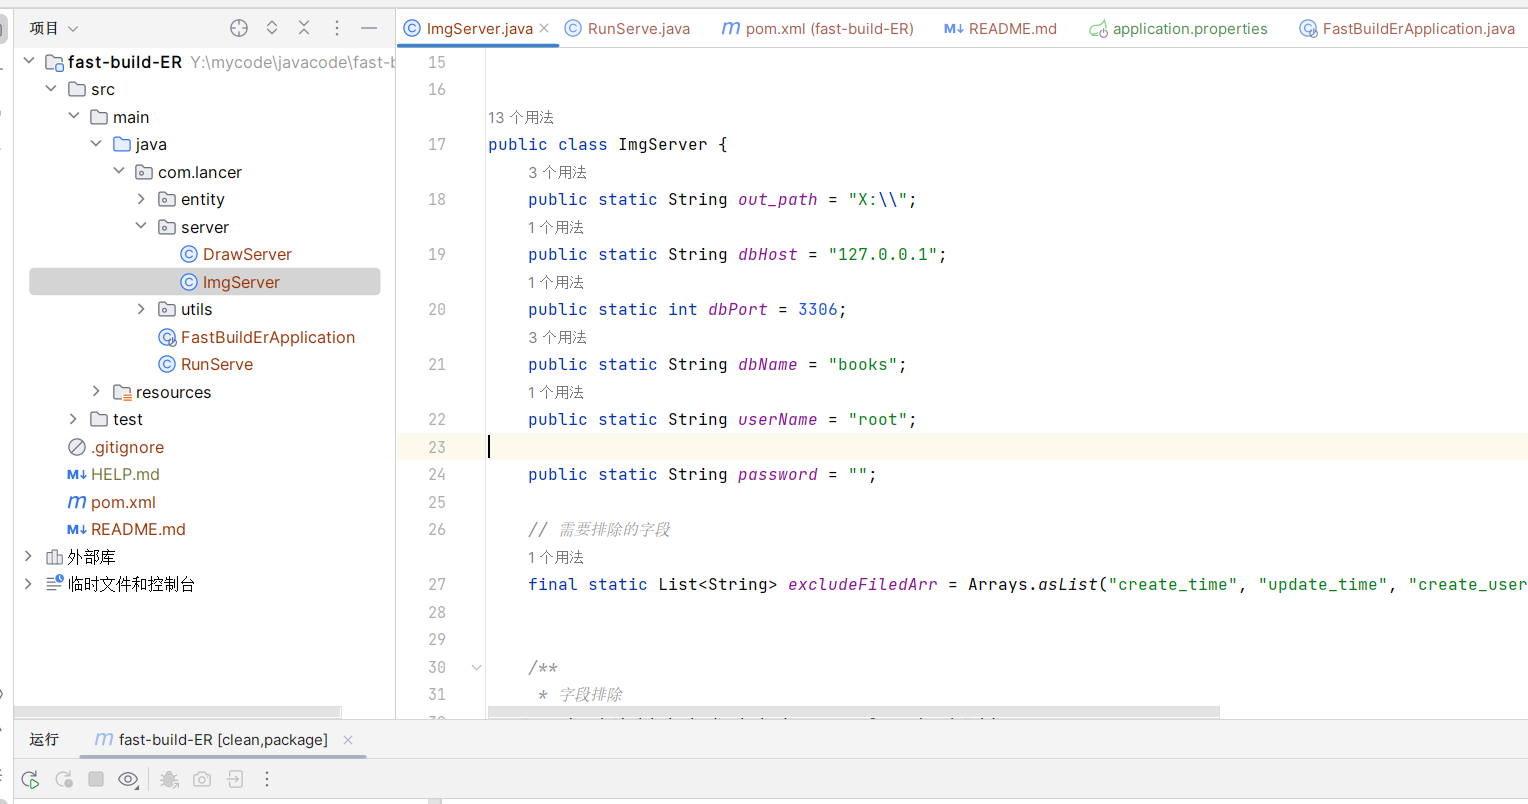 项目
ImgServer.java
RunServe.java
pom.xml (fast-build-ER)
README.md
application.properties
FastBuildErApplication.java
fast-build-ER Y:\mycode\javacode\fast-b
src
main
java
com.lancer
entity
server
DrawServer
ImgServer
utils
FastBuildErApplication
RunServe
resources
test
.gitignore
HELP.md
pom.xml
README.md
外部库
临时文件和控制台
15
16
13 个用法
17 public class ImgServer {
3 个用法
18 public static String out_path = "X:\\";
1 个用法
19 public static String dbHost = "127.0.0.1";
1 个用法
20 public static int dbPort = 3306;
3 个用法
21 public static String dbName = "books";
1 个用法
22 public static String userName = "root";
23
24 public static String password = "";
25
26 // 需要排除的字段
1 个用法
27 final static List<String> excludeFiledArr = Arrays.asList("create_time", "update_time", "create_user
28
29
30 /**
31 * 字段排除
运行
fast-build-ER [clean,package]